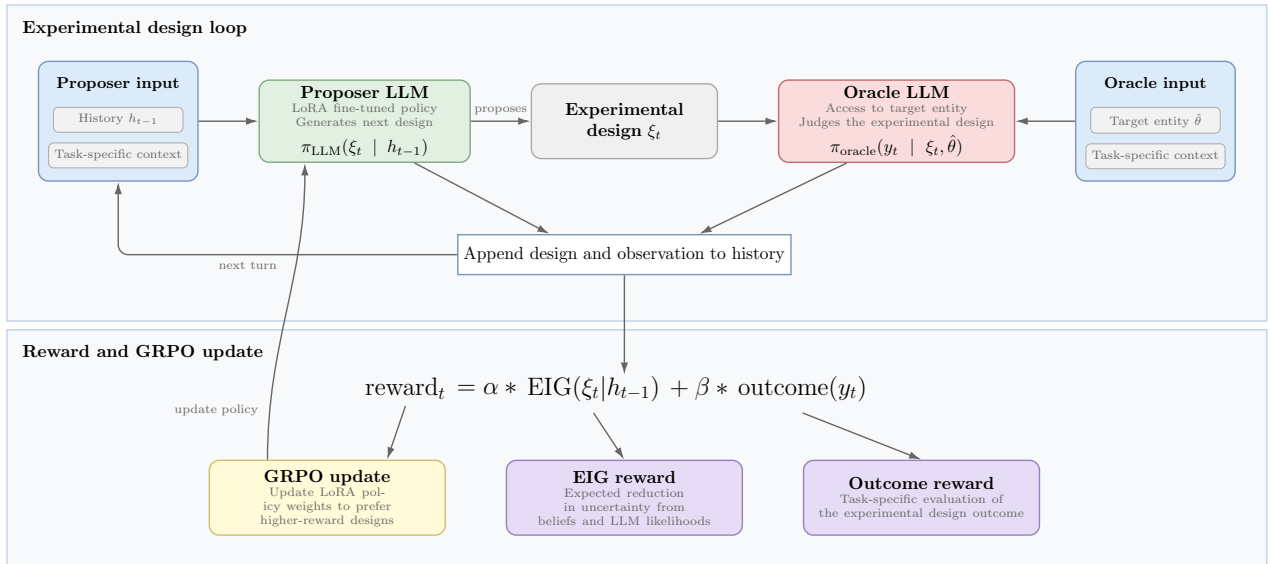 Experimental design loop
Proposer input
History h_{t−1}
Task-specific context
Proposer LLM
LoRA fine-tuned policy
Generates next design
π_{LLM}(ξ_t | h_{t−1})
proposes
Experimental
design ξ_t
Oracle LLM
Access to target entity
Judges the experimental design
π_{oracle}(y_t | ξ_t, θ̂)
Oracle input
Target entity θ̂
Task-specific context
Append design and observation to history
next turn
Reward and GRPO update
reward_t = α ∗ EIG(ξ_t|h_{t−1}) + β ∗ outcome(y_t)
update policy
GRPO update
Update LoRA pol-
icy weights to prefer
higher-reward designs
EIG reward
Expected reduction
in uncertainty from
beliefs and LLM likelihoods
Outcome reward
Task-specific evaluation of
the experimental design outcome